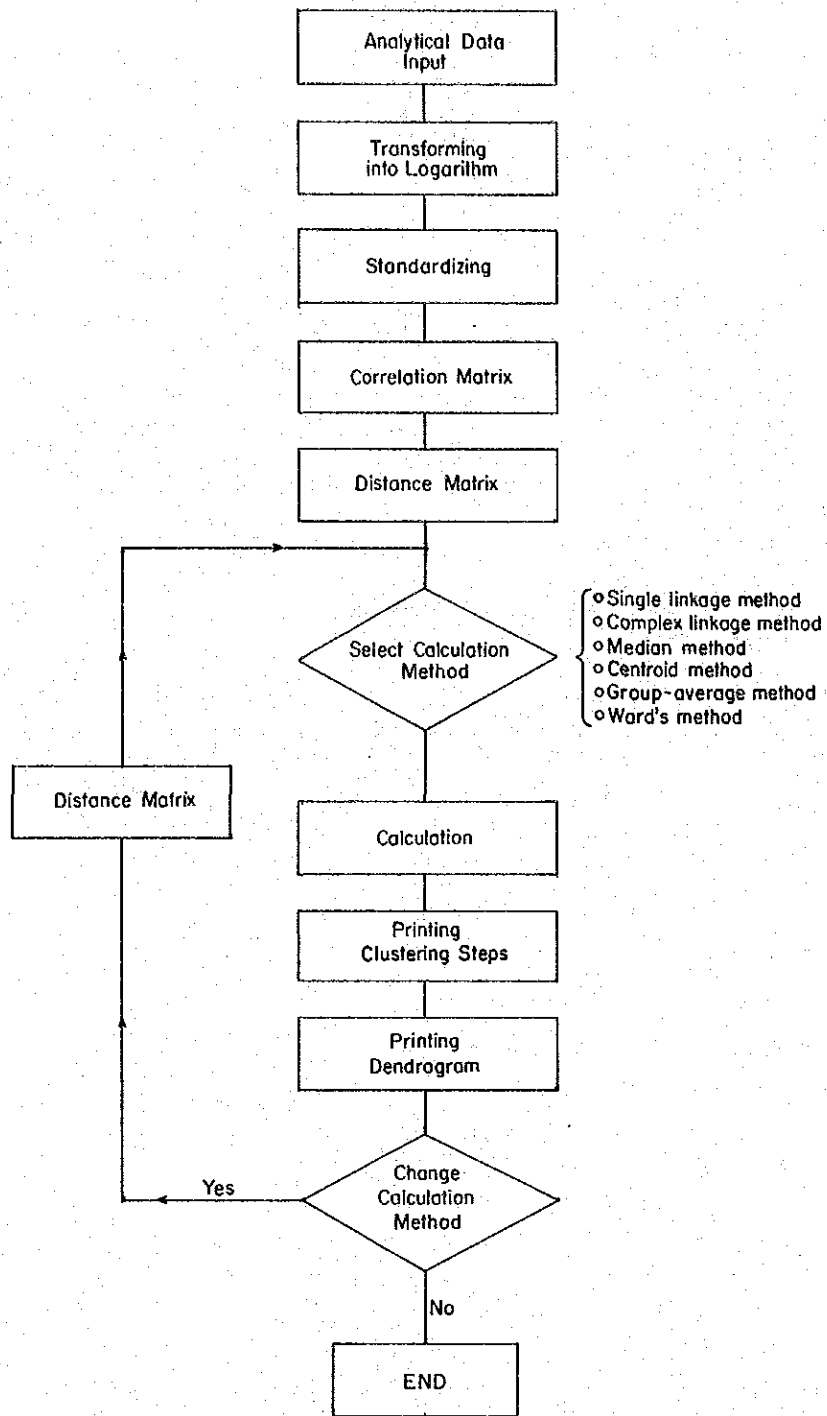 Analytical Data
Input
Transforming
into Logarithm
Standardizing
Correlation Matrix
Distance Matrix
Select Calculation
Method
Single linkage method
Complex linkage method
Median method
Centroid method
Group-average method
Ward's method
Distance Matrix
Calculation
Printing
Clustering Steps
Printing
Dendrogram
Change
Calculation
Method
Yes
No
END